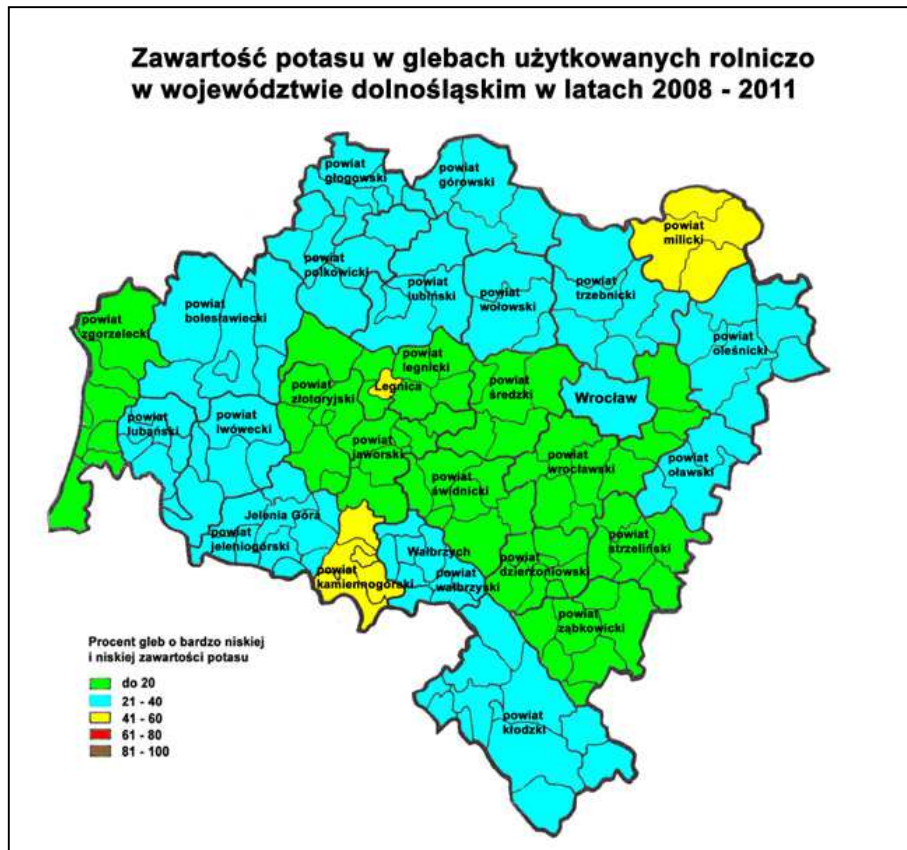 Zawartość potasu w glebach użytkowanych rolniczo
w województwie dolnośląskim w latach 2008 - 2011
powiat
głogowski
powiat
górowski
powiat
milicki
powiat
polkowicki
powiat
lubiński
powiat
wołowski
powiat
trzebnicki
powiat
bolesławiecki
powiat
zgorzelecki
powiat
oleśnicki
powiat
legnicki
Legnica
powiat
złotoryjski
powiat
średzki
Wrocław
powiat
lubański
powiat
lwówecki
powiat
jaworski
powiat
wrocławski
powiat
oławski
powiat
świdnicki
Jelenia Góra
powiat
jeleniogórski
powiat
strzeliński
Wałbrzych
powiat
kamiennogórski
powiat
wałbrzyski
powiat
dzierżoniowski
powiat
ząbkowicki
powiat
kłodzki
Procent gleb o bardzo niskiej
i niskiej zawartości potasu
do 20
21 - 40
41 - 60
61 - 80
81 - 100